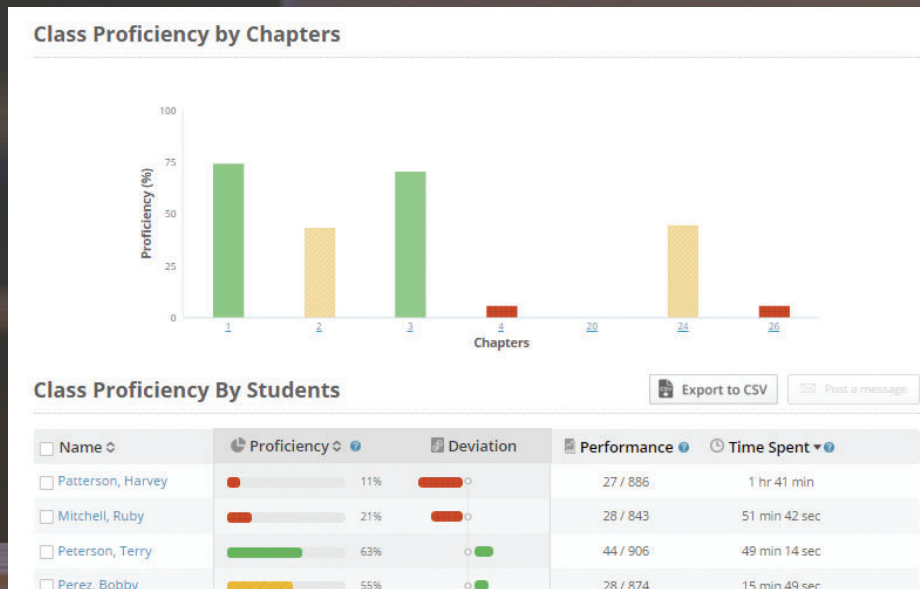 Class Proficiency by Chapters
100
75
50
25
0
Proficiency (%)
1 2 3 4 20 24 26
Chapters
Class Proficiency By Students
Export to CSV Post a message
Name Proficiency ? Deviation Performance ? Time Spent ?
Patterson, Harvey 11% 27 / 886 1 hr 41 min
Mitchell, Ruby 21% 28 / 843 51 min 42 sec
Peterson, Terry 63% 44 / 906 49 min 14 sec
Perez, Bobby 55% 28 / 874 15 min 49 sec